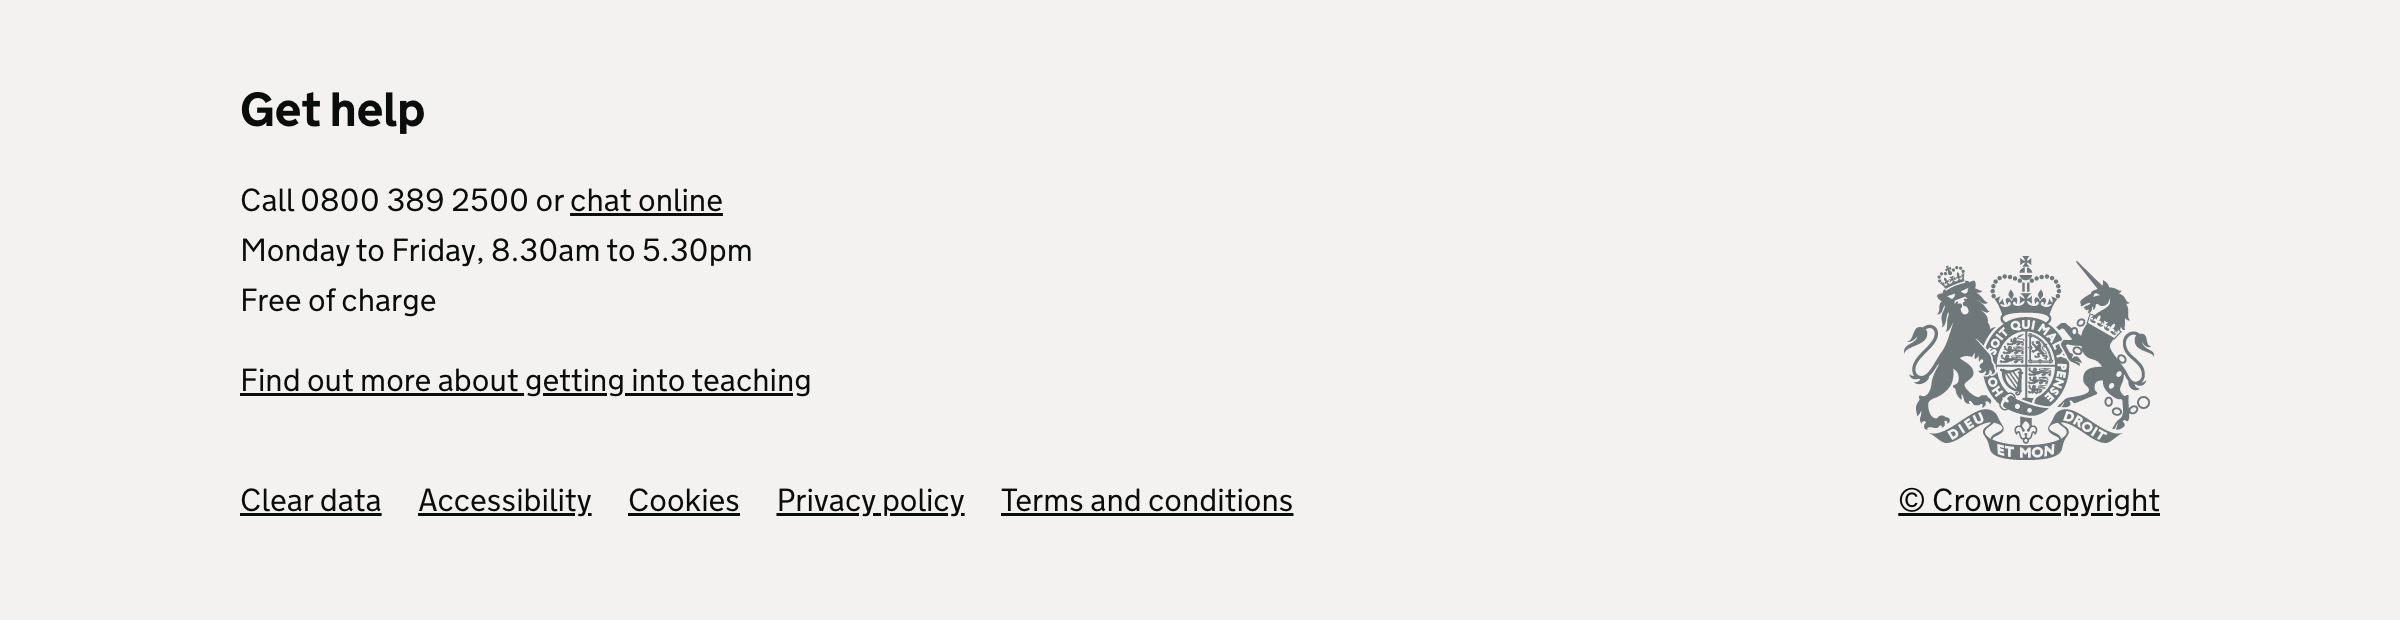 Get help
Call 0800 389 2500 or chat online
Monday to Friday, 8.30am to 5.30pm
Free of charge
Find out more about getting into teaching
SOIT QUI MAL Y PENSE
HON
DIEU ET MON DROIT
Clear data Accessibility Cookies Privacy policy Terms and conditions
© Crown copyright